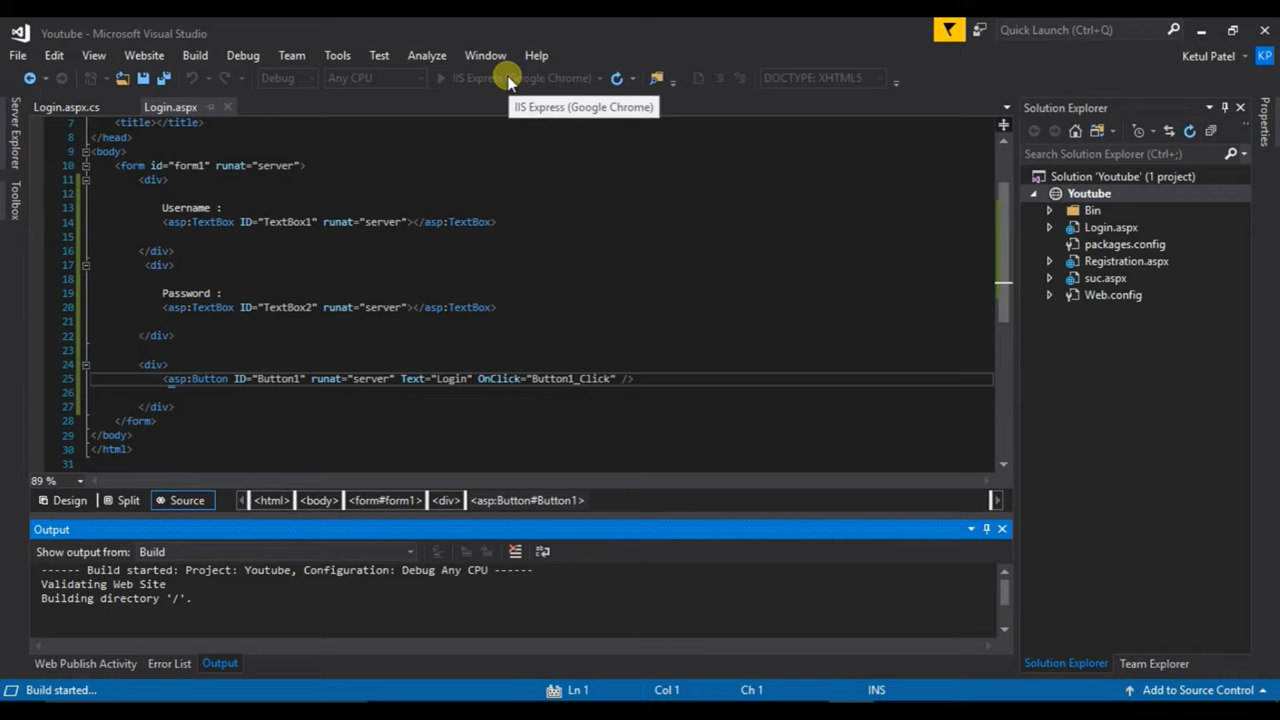 Youtube - Microsoft Visual Studio
Quick Launch (Ctrl+Q)
File Edit View Website Build Debug Team Tools Test Analyze Window Help
Ketul Patel KP
Debug Any CPU IIS Express (Google Chrome) DOCTYPE: XHTML5
IIS Express (Google Chrome)
Server Explorer
Toolbox
Login.aspx.cs Login.aspx
7 <title></title>
8 </head>
9 <body>
10 <form id="form1" runat="server">
11 <div>
12
13 Username :
14 <asp:TextBox ID="TextBox1" runat="server"></asp:TextBox>
15
16 </div>
17 <div>
18
19 Password :
20 <asp:TextBox ID="TextBox2" runat="server"></asp:TextBox>
21
22 </div>
23
24 <div>
25 <asp:Button ID="Button1" runat="server" Text="Login" OnClick="Button1_Click" />
26
27 </div>
28 </form>
29 </body>
30 </html>
31
89 %
Design Split Source <html> <body> <form#form1> <div> <asp:Button#Button1>
Output
Show output from: Build
------ Build started: Project: Youtube, Configuration: Debug Any CPU ------
Validating Web Site
Building directory '/'.
Web Publish Activity Error List Output
Solution Explorer
Search Solution Explorer (Ctrl+;)
Solution 'Youtube' (1 project)
Youtube
Bin
Login.aspx
packages.config
Registration.aspx
suc.aspx
Web.config
Solution Explorer Team Explorer
Properties
Build started... Ln 1 Col 1 Ch 1 INS Add to Source Control